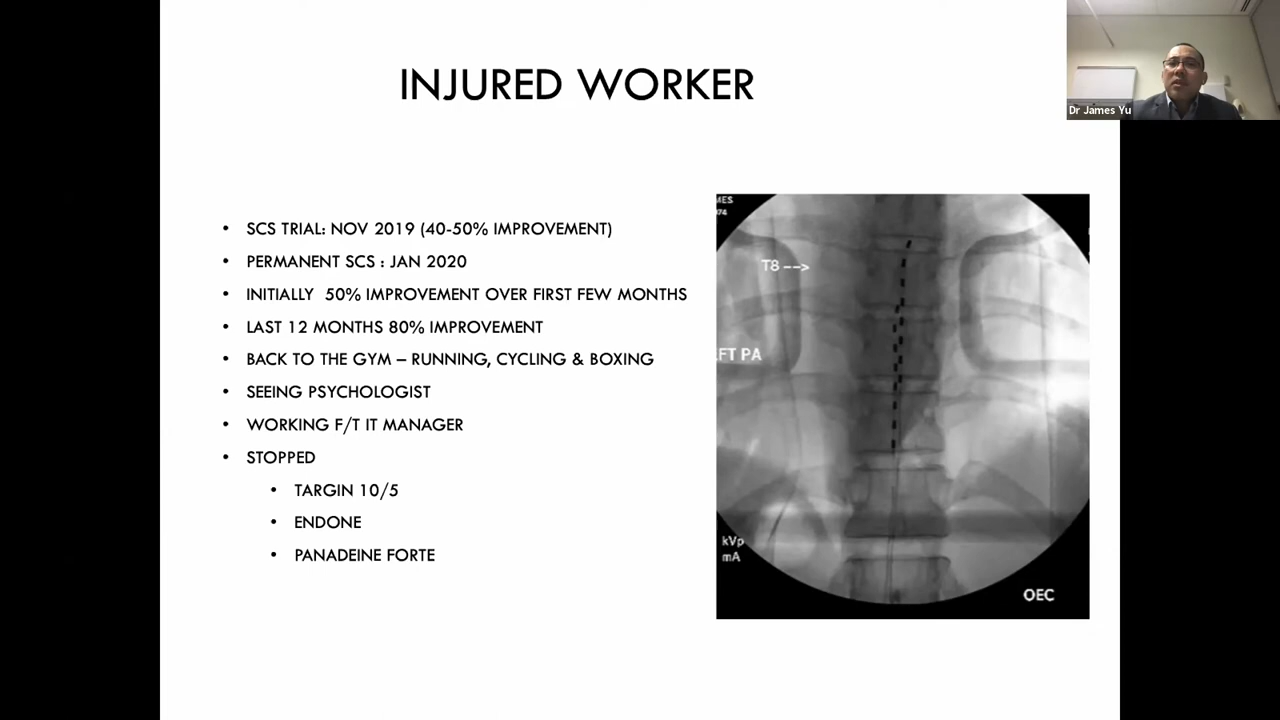 INJURED WORKER
Dr James Yu
• SCS TRIAL: NOV 2019 (40-50% IMPROVEMENT)
• PERMANENT SCS : JAN 2020
• INITIALLY 50% IMPROVEMENT OVER FIRST FEW MONTHS
• LAST 12 MONTHS 80% IMPROVEMENT
• BACK TO THE GYM – RUNNING, CYCLING & BOXING
• SEEING PSYCHOLOGIST
• WORKING F/T IT MANAGER
• STOPPED
• TARGIN 10/5
• ENDONE
• PANADEINE FORTE
MES
74
T8 -->
FT PA
kVp
mA
OEC